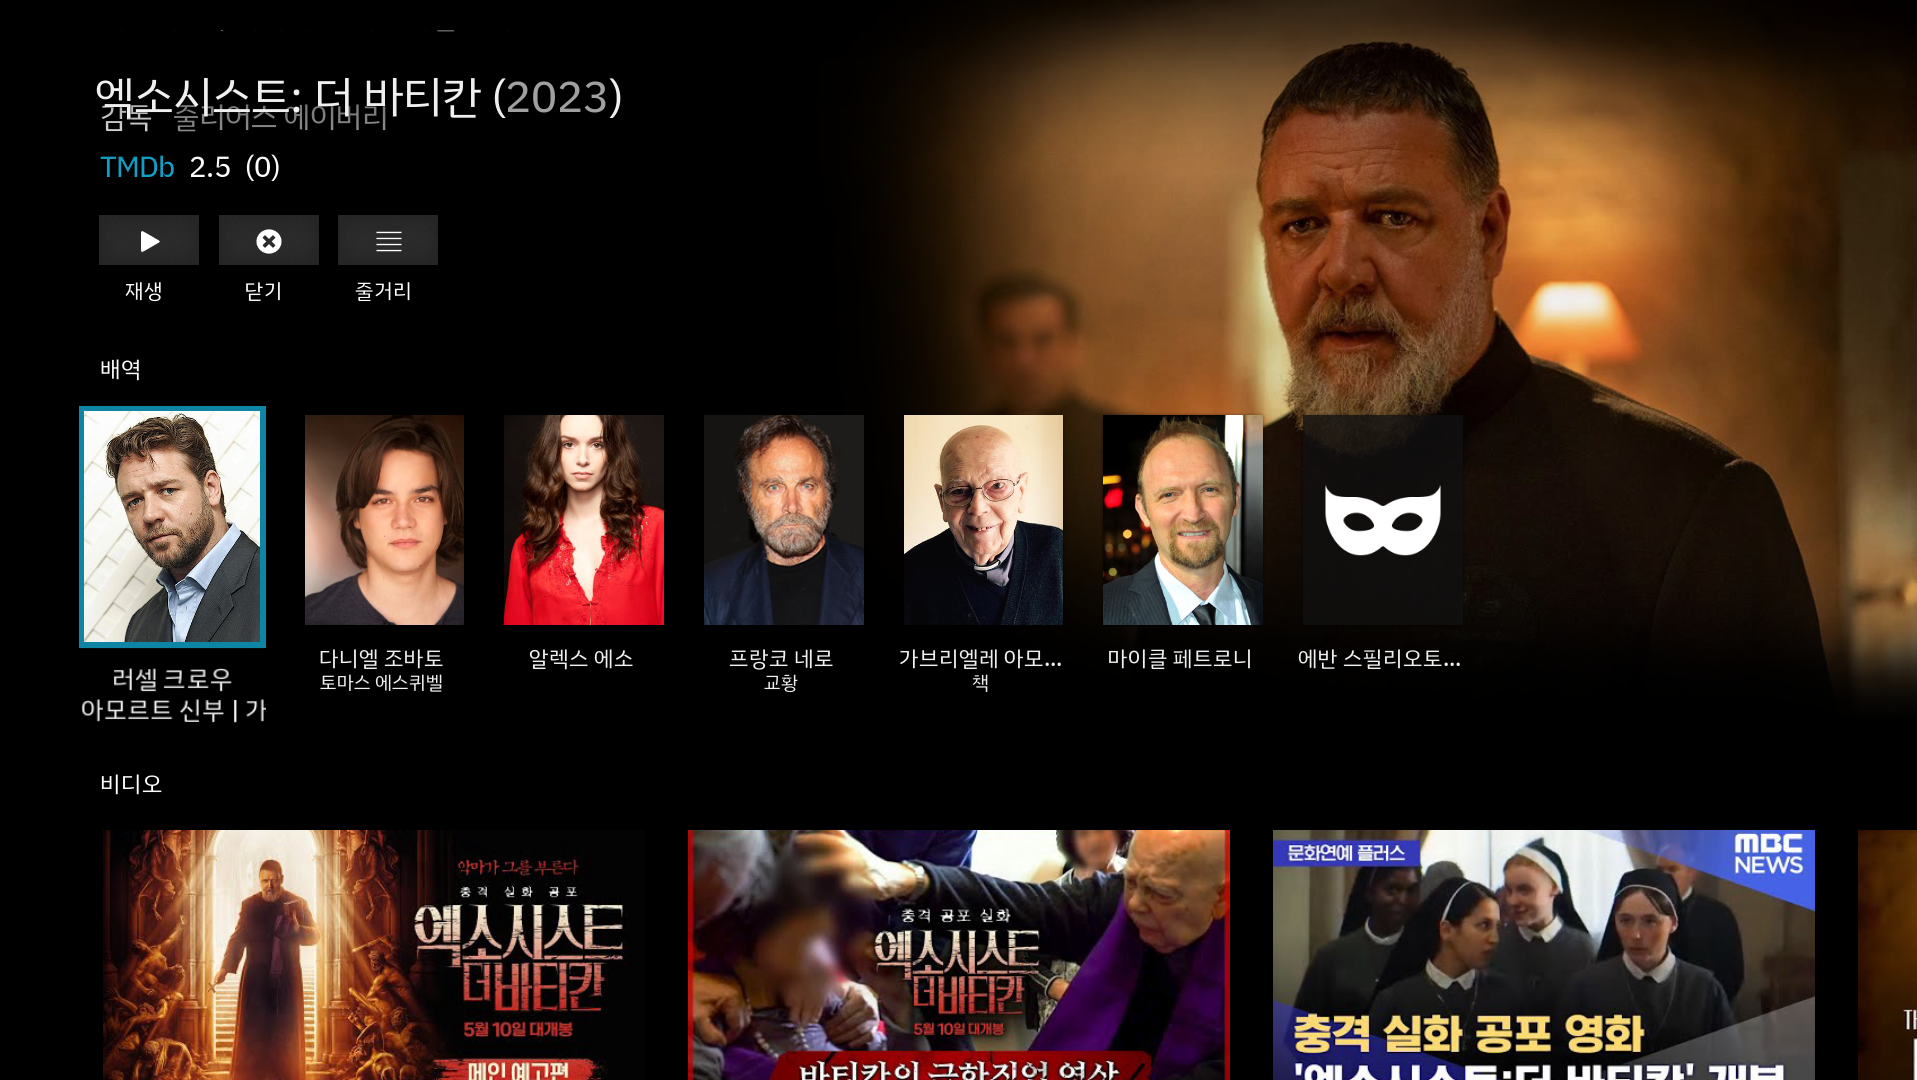 엑소시스트: 더 바티칸 (2023)
감독 줄리어스 에이버리
TMDb 2.5 (0)
재생
닫기
줄거리
배역
러셀 크로우
아모르트 신부 | 가
다니엘 조바토
토마스 에스퀴벨
알렉스 에소
프랑코 네로
교황
가브리엘레 아모...
책
마이클 페트로니
에반 스필리오토...
비디오
악마가 그를 부른다
충격 실화 공포
엑소시스트
더 바티칸
5월 10일 대개봉
메인 예고편
충격 공포 실화
엑소시스트
더 바티칸
5월 10일 대개봉
바티칸의 극한직업 영상
문화연예 플러스
MBC
NEWS
충격 실화 공포 영화
'엑소시스트:더 바티칸' 개봉